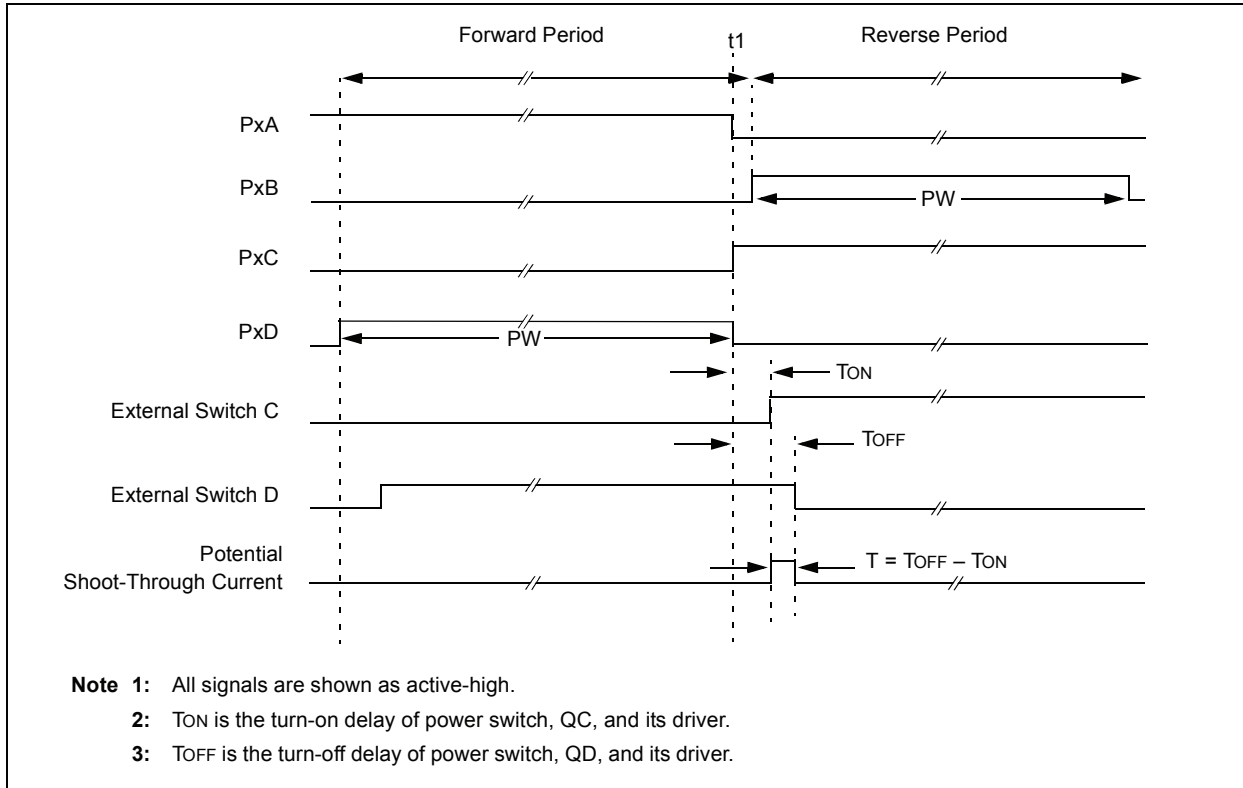 Forward Period
t1
Reverse Period
PxA
PxB
PW
PxC
PxD
PW
TON
External Switch C
TOFF
External Switch D
Potential
Shoot-Through Current
T = TOFF – TON
Note 1: All signals are shown as active-high.
2: TON is the turn-on delay of power switch, QC, and its driver.
3: TOFF is the turn-off delay of power switch, QD, and its driver.